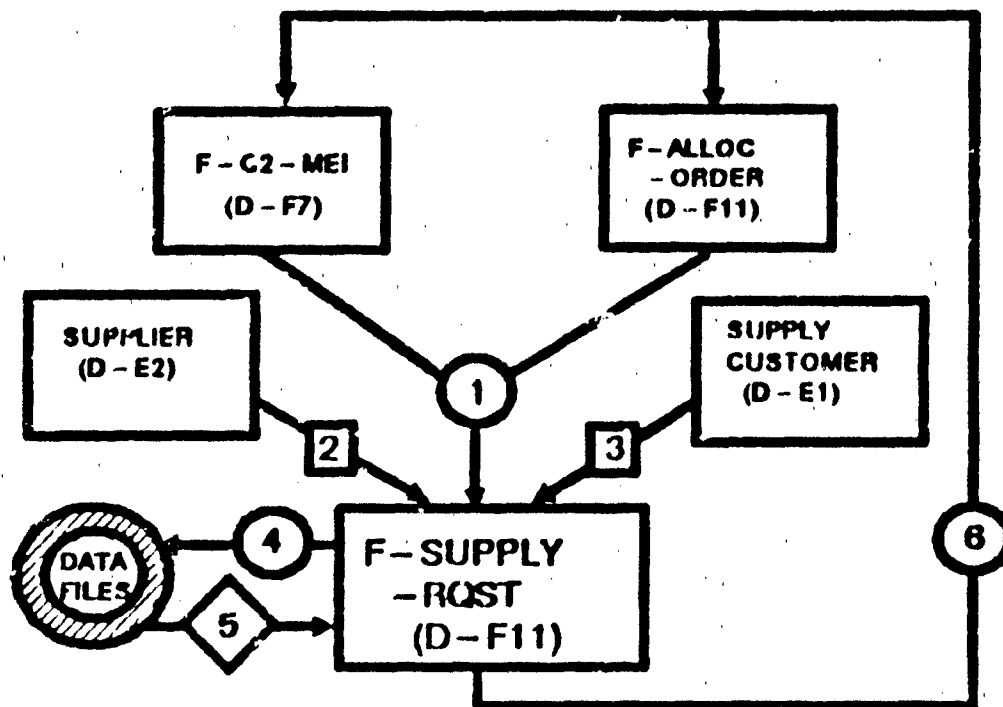 F-C2-MEI
(D-F7)
F-ALLOC
-ORDER
(D-F11)
SUPPLIER
(D-E2)
SUPPLY
CUSTOMER
(D-E1)
1
2
3
4
DATA
FILES
5
F-SUPPLY
-RQST
(D-F11)
6